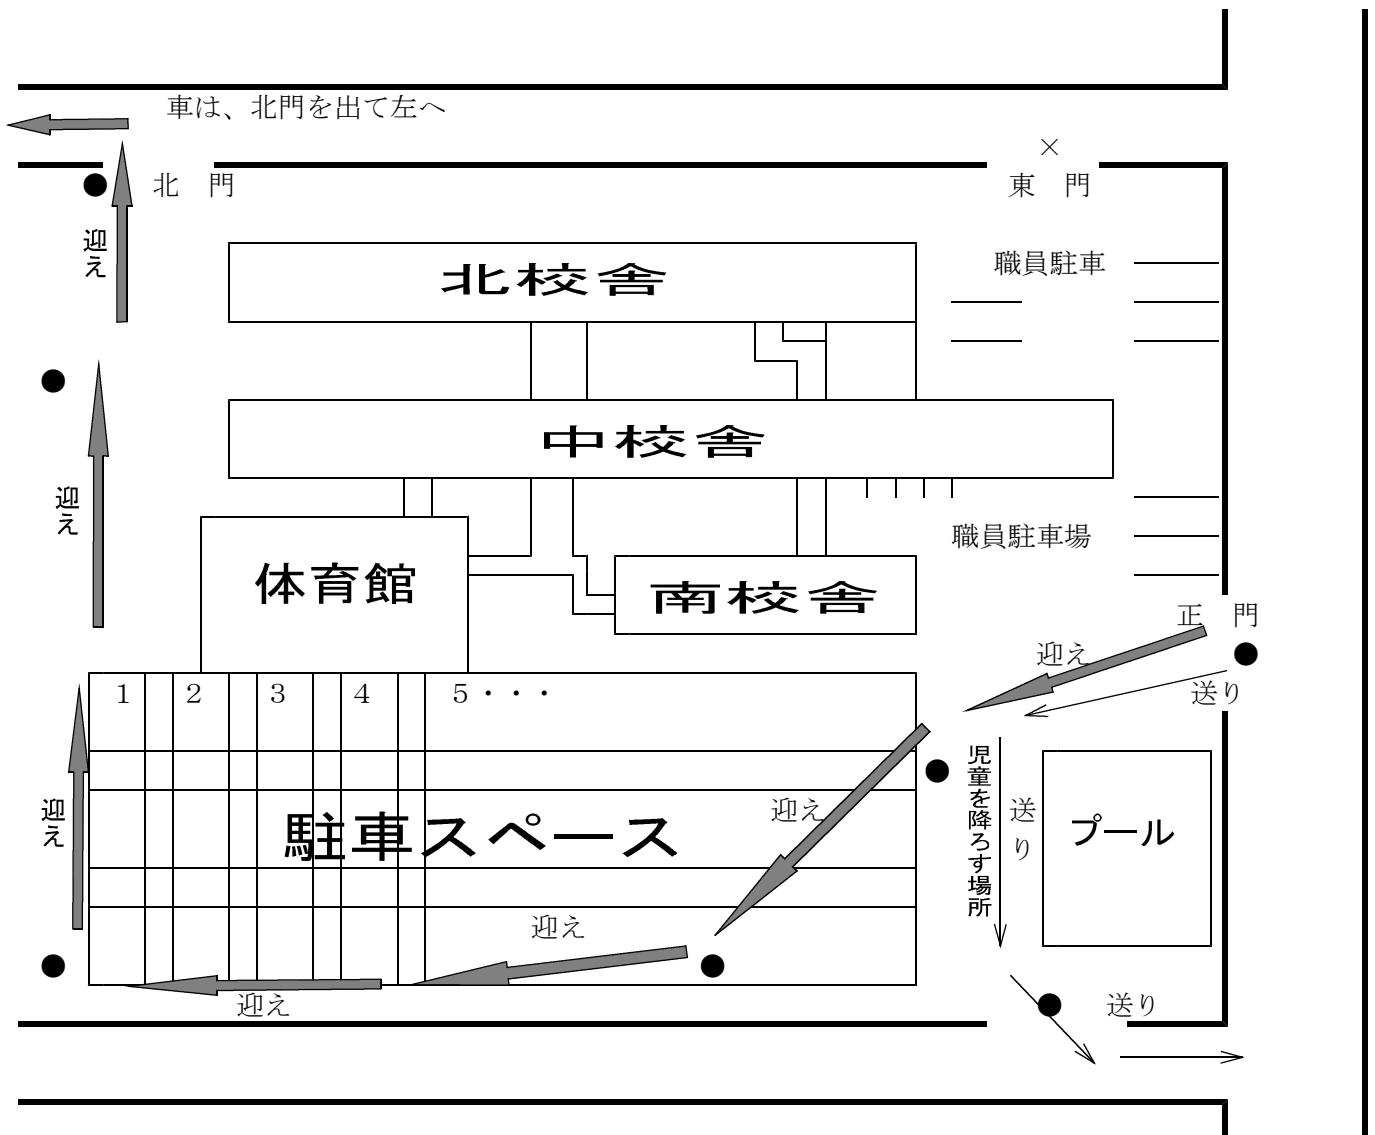 車は、北門を出て左へ
×
北　門
東　門
迎え
北校舎
職員駐車
中校舎
迎え
職員駐車場
体育館
南校舎
正　門
迎え
送り
１
２
３
４
５・・・
児童を降ろす場所
送り
迎え
迎え
駐車スペース
プール
迎え
迎え
送り